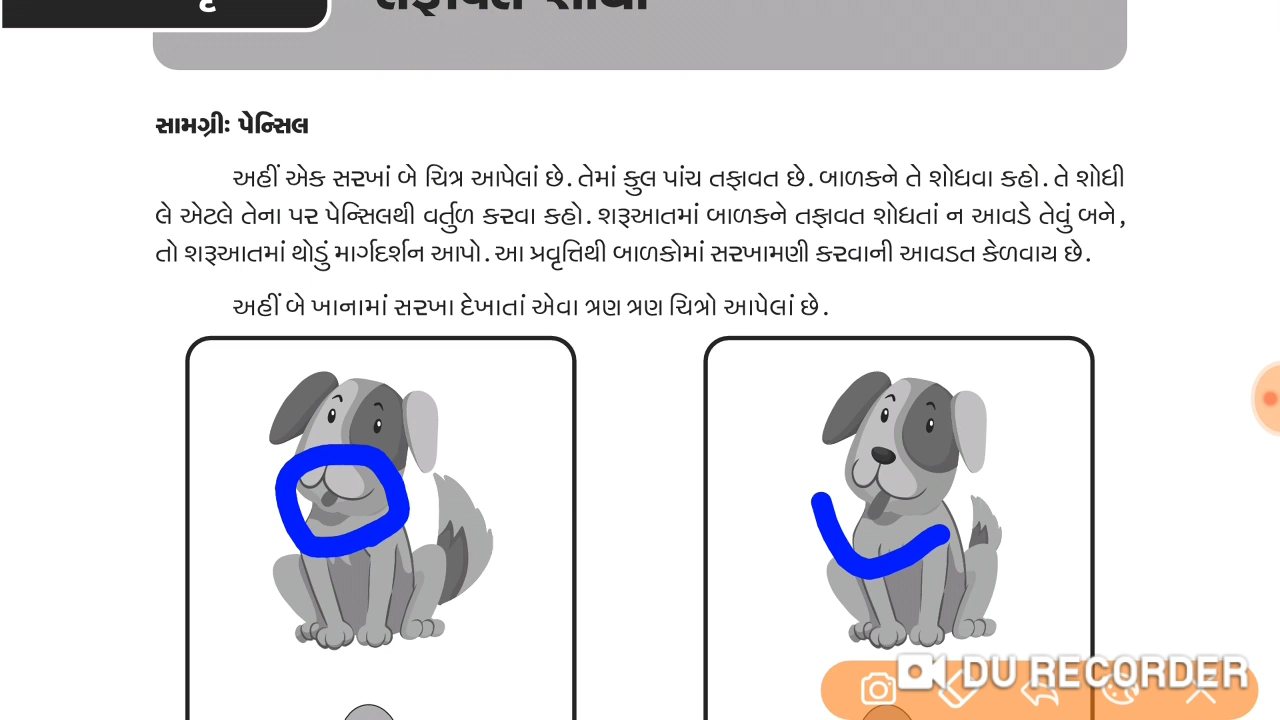 તફાવત શોધો
સામગ્રીઃ પેન્સિલ
અહીં એક સરખાં બે ચિત્ર આપેલાં છે. તેમાં કુલ પાંચ તફાવત છે. બાળકને તે શોધવા કહો. તે શોધી
લે એટલે તેના પર પેન્સિલથી વર્તુળ કરવા કહો. શરૂઆતમાં બાળકને તફાવત શોધતાં ન આવડે તેવું બને,
તો શરૂઆતમાં થોડું માર્ગદર્શન આપો. આ પ્રવૃત્તિથી બાળકોમાં સરખામણી કરવાની આવડત કેળવાય છે.
અહીં બે ખાનામાં સરખા દેખાતાં એવા ત્રણ ત્રણ ચિત્રો આપેલાં છે.
DU RECORDER